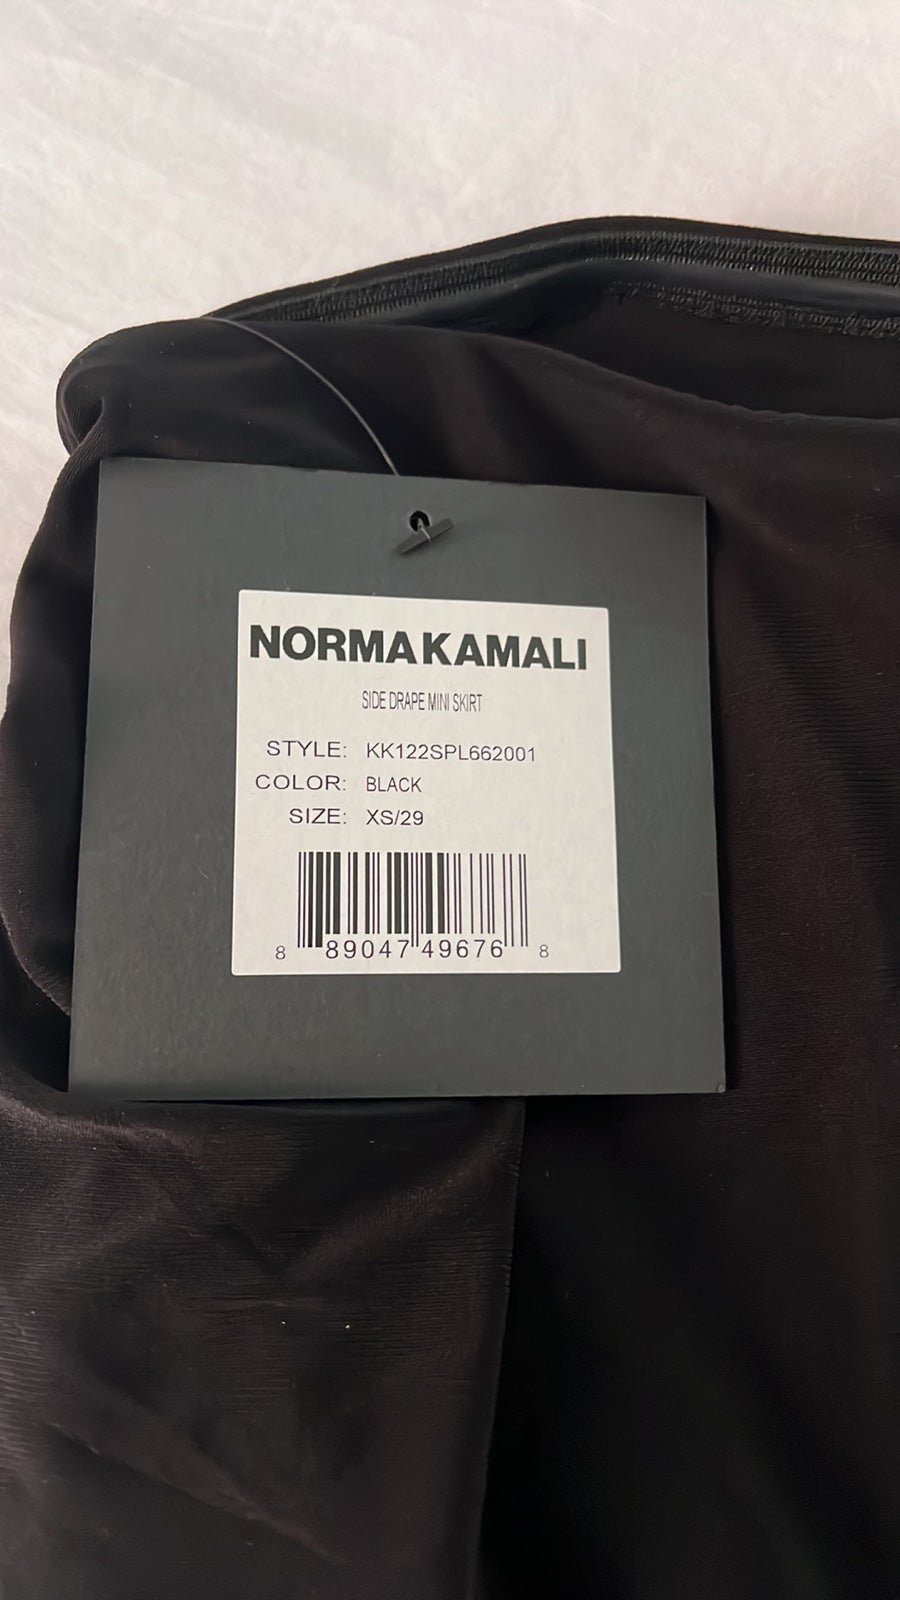 NORMA KAMALI
SIDE DRAPE MINI SKIRT
STYLE: KK122SPL662001
COLOR: BLACK
SIZE: XS/29
8 89047 49676 8